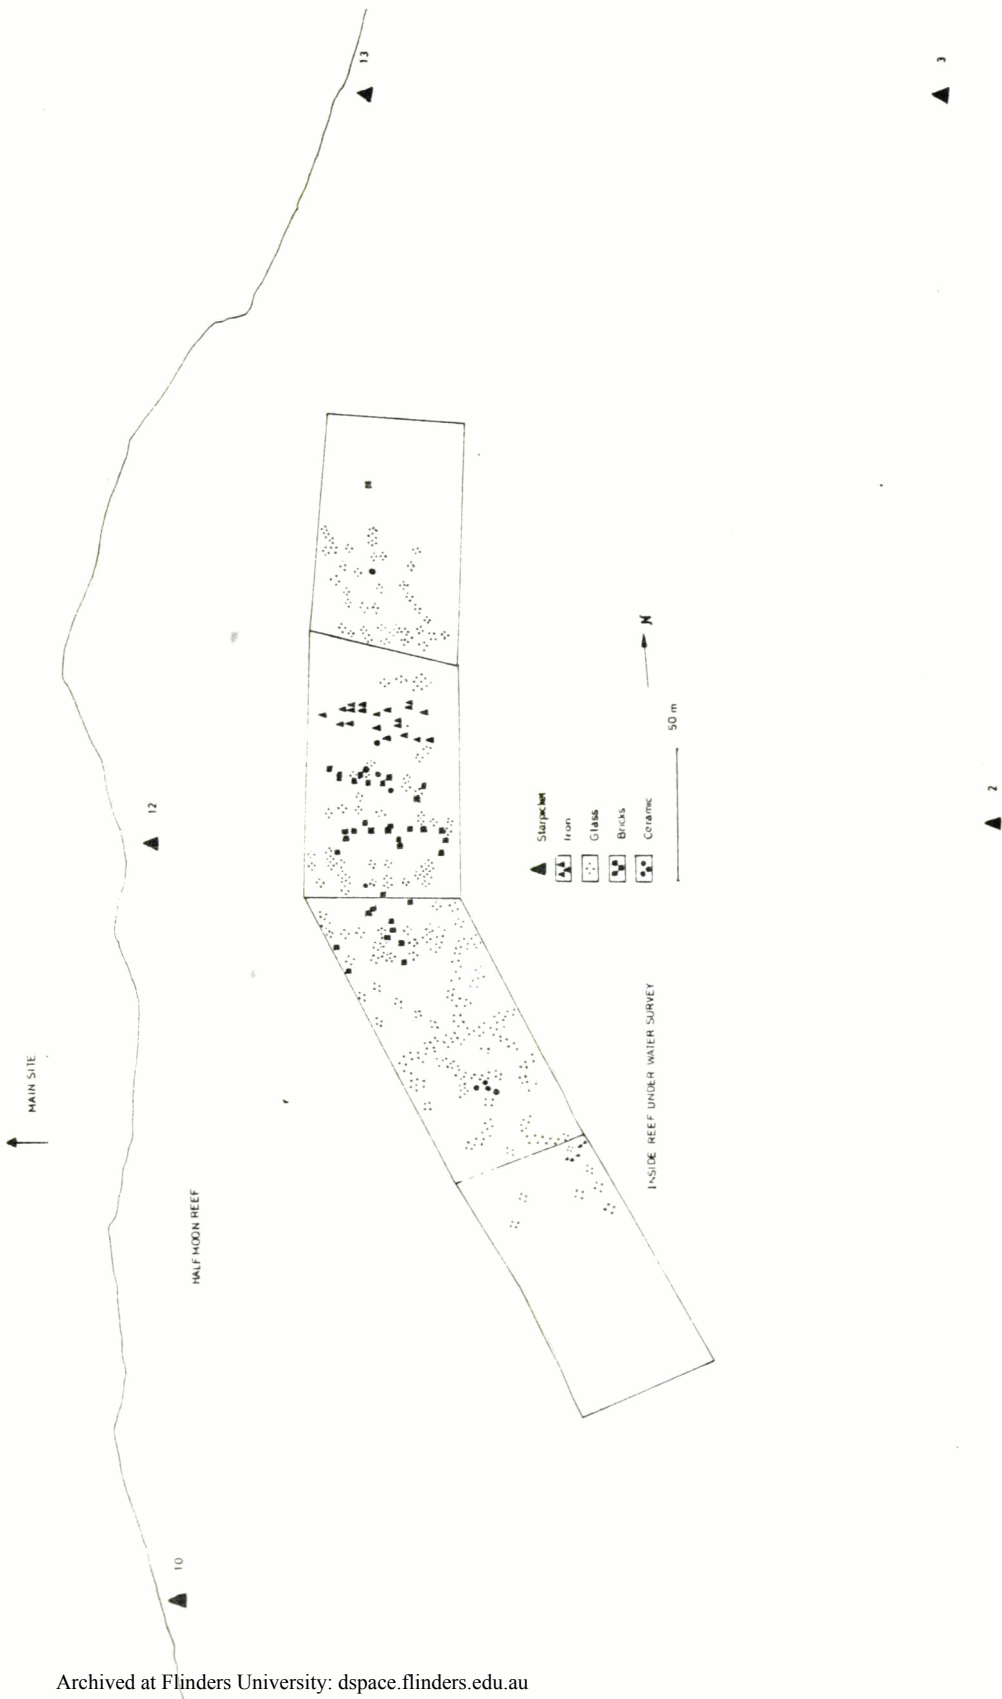 13
3
12
2
10
MAIN SITE
HALF MOON REEF
N
50 m
Starpicket
Iron
Glass
Bricks
Ceramic
INSIDE REEF UNDER WATER SURVEY
Archived at Flinders University: dspace.flinders.edu.au